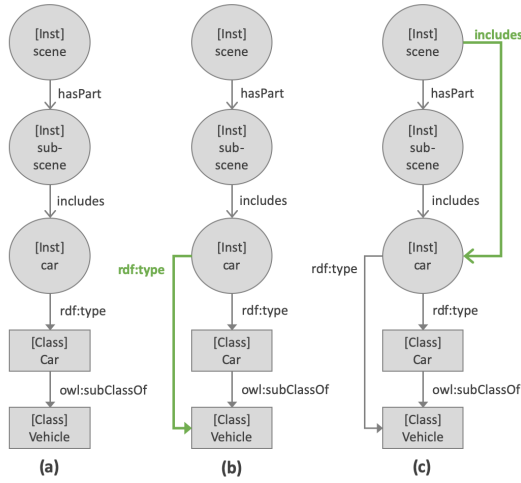 [Inst]
scene
hasPart
[Inst]
sub-
scene
includes
[Inst]
car
rdf:type
[Class]
Car
owl:subClassOf
[Class]
Vehicle
(a)
[Inst]
scene
hasPart
[Inst]
sub-
scene
includes
[Inst]
car
rdf:type
rdf:type
[Class]
Car
owl:subClassOf
[Class]
Vehicle
(b)
[Inst]
scene
includes
hasPart
[Inst]
sub-
scene
includes
[Inst]
car
rdf:type
rdf:type
[Class]
Car
owl:subClassOf
[Class]
Vehicle
(c)